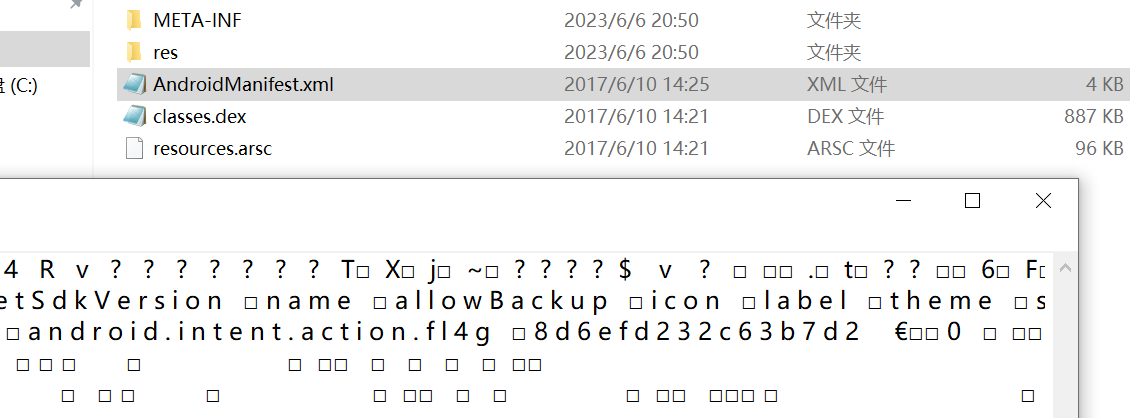 META-INF 2023/6/6 20:50 文件夹
res 2023/6/6 20:50 文件夹
(C:) AndroidManifest.xml 2017/6/10 14:25 XML 文件 4 KB
classes.dex 2017/6/10 14:21 DEX 文件 887 KB
resources.arsc 2017/6/10 14:21 ARSC 文件 96 KB
4 R v ? ? ? ? ? ? ? T□ X□ j□ ~□ ? ? ? ? $ v ? □ □□ .□ t□ ? ? □□ 6□ F□
etSdkVersion □name □allowBackup □icon □label □theme □s
□android.intent.action.fl4g □8d6efd232c63b7d2 €□□0 □ □□
□ □ □ □ □ □□ □ □ □ □ □□
□ □ □ □ □ □□ □ □ □ □□ □□□ □ □